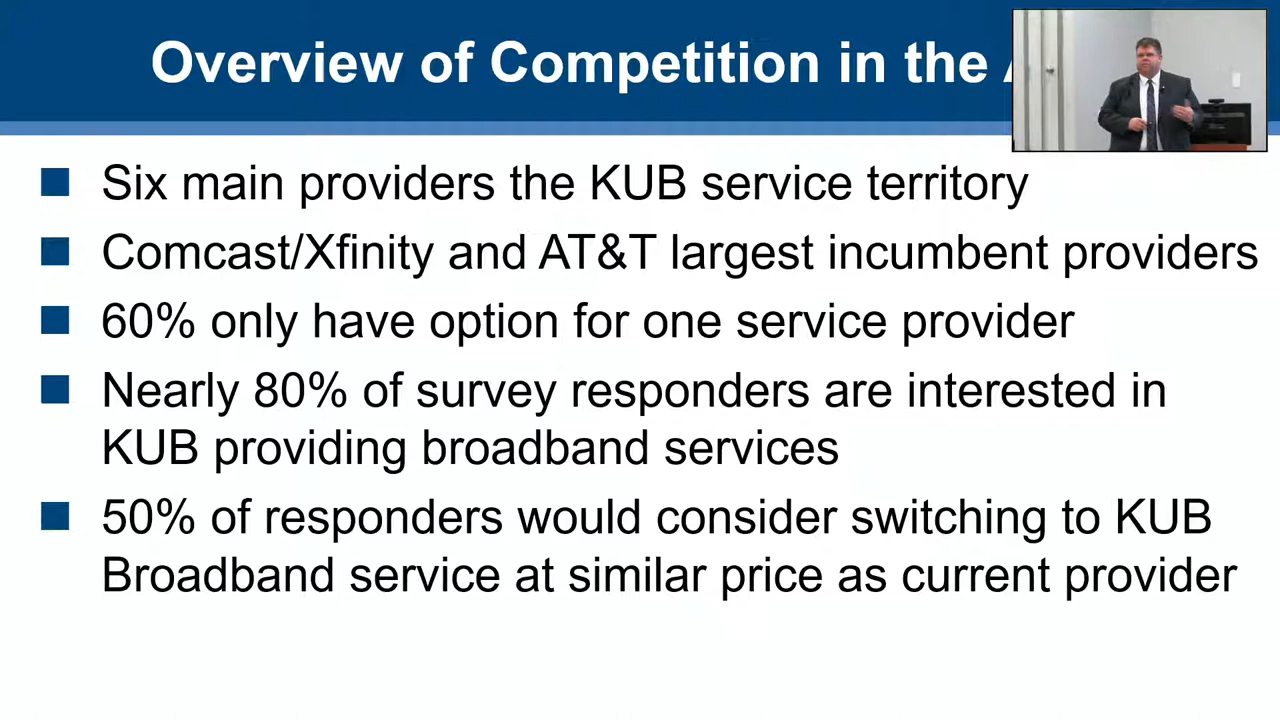 Overview of Competition in the
Six main providers the KUB service territory
Comcast/Xfinity and AT&T largest incumbent providers
60% only have option for one service provider
Nearly 80% of survey responders are interested in
KUB providing broadband services
50% of responders would consider switching to KUB
Broadband service at similar price as current provider